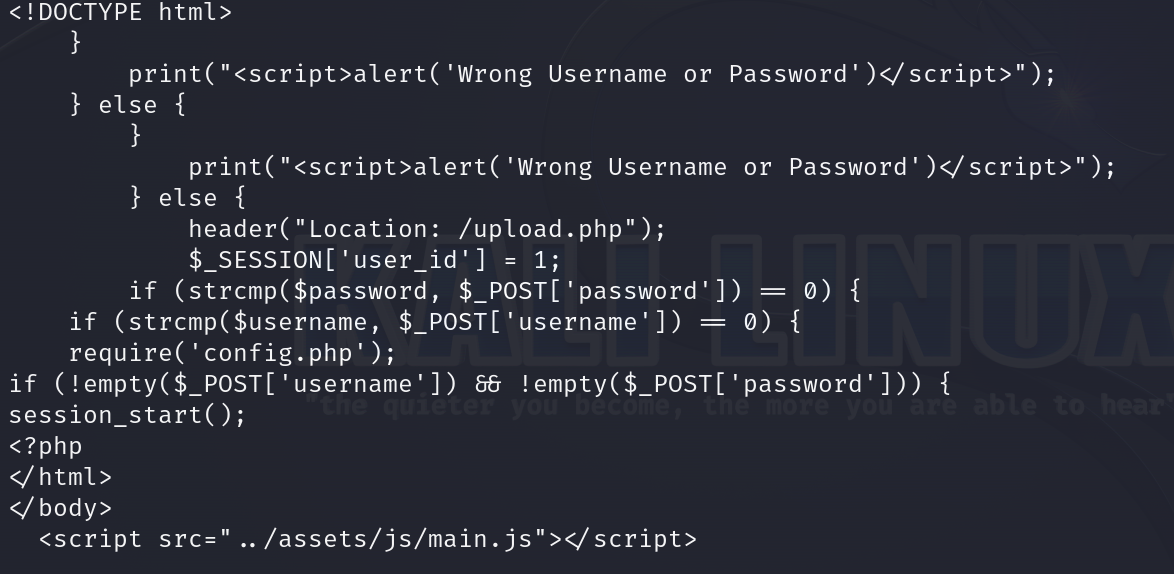 <!DOCTYPE html>
    }
        print("<script>alert('Wrong Username or Password')</script>");
    } else {
        }
            print("<script>alert('Wrong Username or Password')</script>");
        } else {
            header("Location: /upload.php");
            $_SESSION['user_id'] = 1;
        if (strcmp($password, $_POST['password']) == 0) {
    if (strcmp($username, $_POST['username']) == 0) {
    require('config.php');
if (!empty($_POST['username']) && !empty($_POST['password'])) {
session_start();
<?php
</html>
</body>
  <script src="../assets/js/main.js"></script>
KALI LINUX
"the quieter you become, the more you are able to hear"